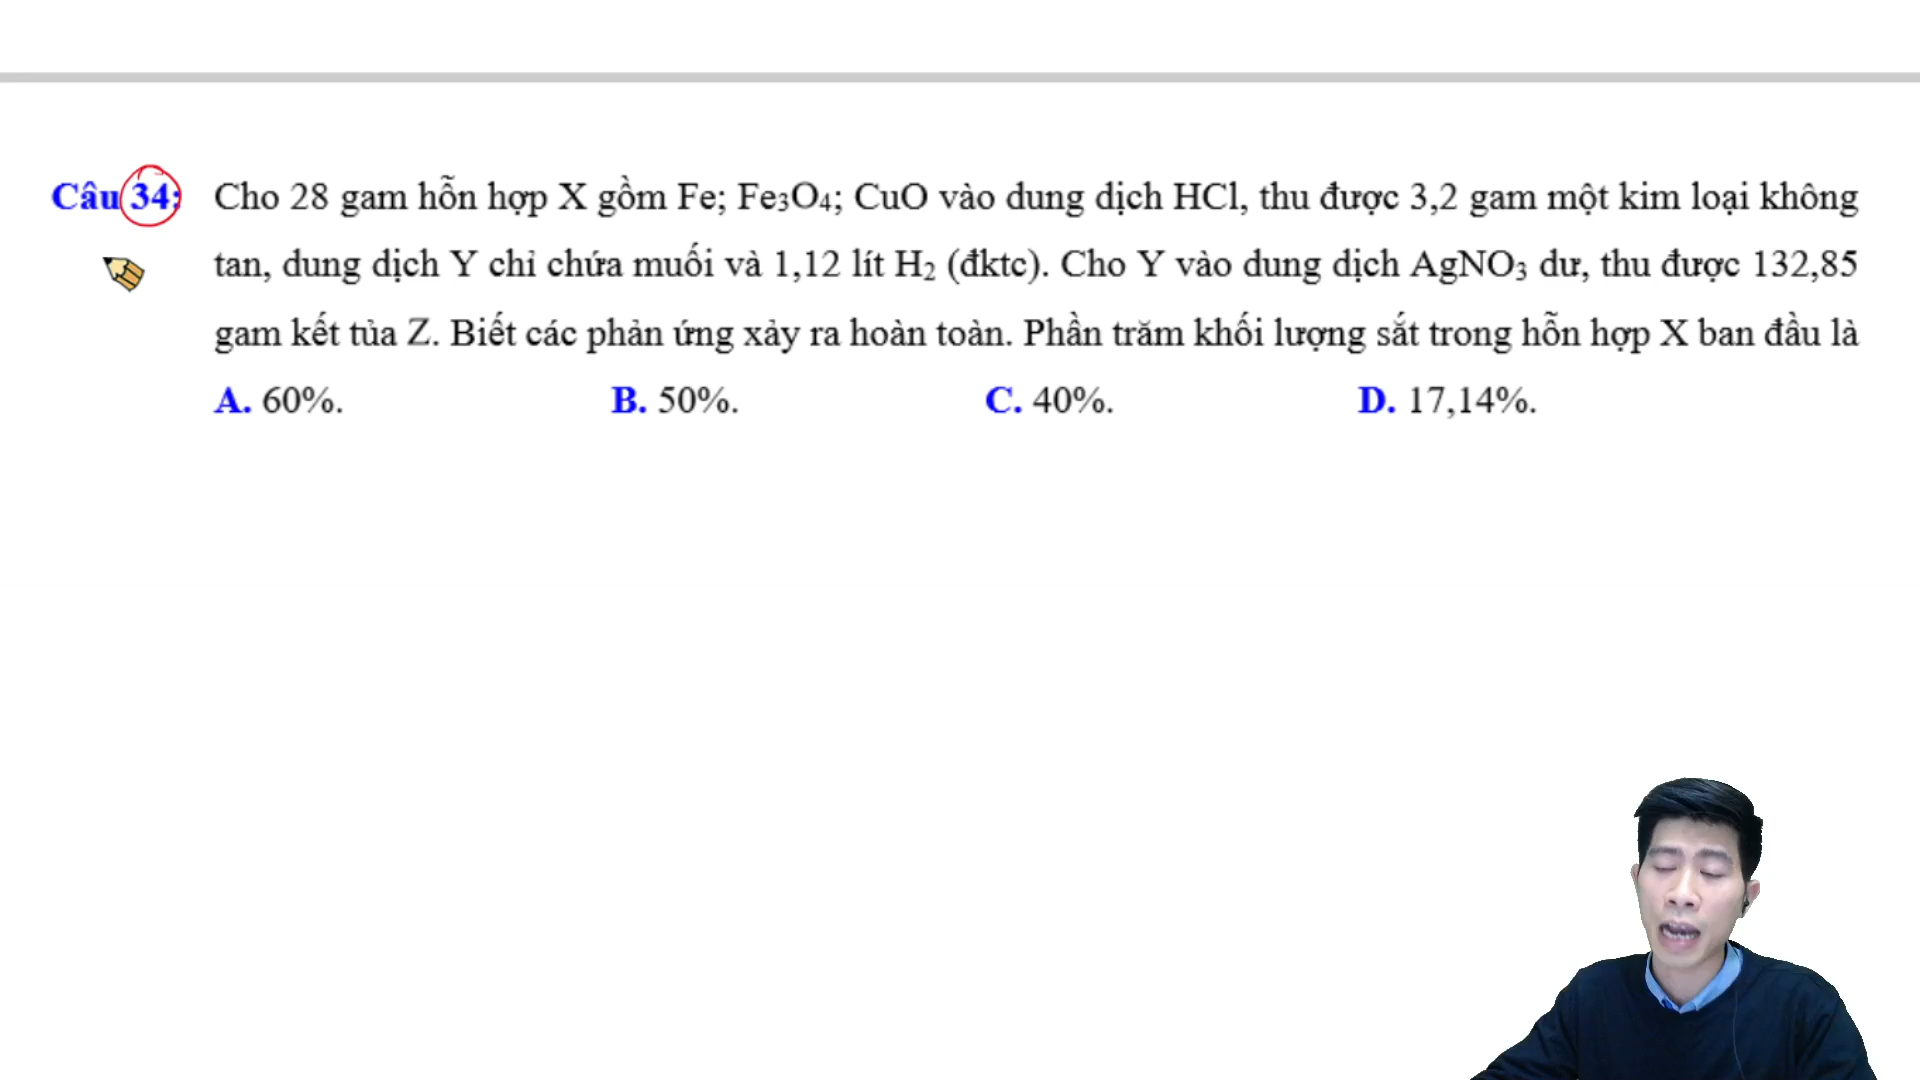 Câu 34: Cho 28 gam hỗn hợp X gồm Fe; Fe₃O₄; CuO vào dung dịch HCl, thu được 3,2 gam một kim loại không
tan, dung dịch Y chỉ chứa muối và 1,12 lít H₂ (đktc). Cho Y vào dung dịch AgNO₃ dư, thu được 132,85
gam kết tủa Z. Biết các phản ứng xảy ra hoàn toàn. Phần trăm khối lượng sắt trong hỗn hợp X ban đầu là
A. 60%. B. 50%. C. 40%. D. 17,14%.